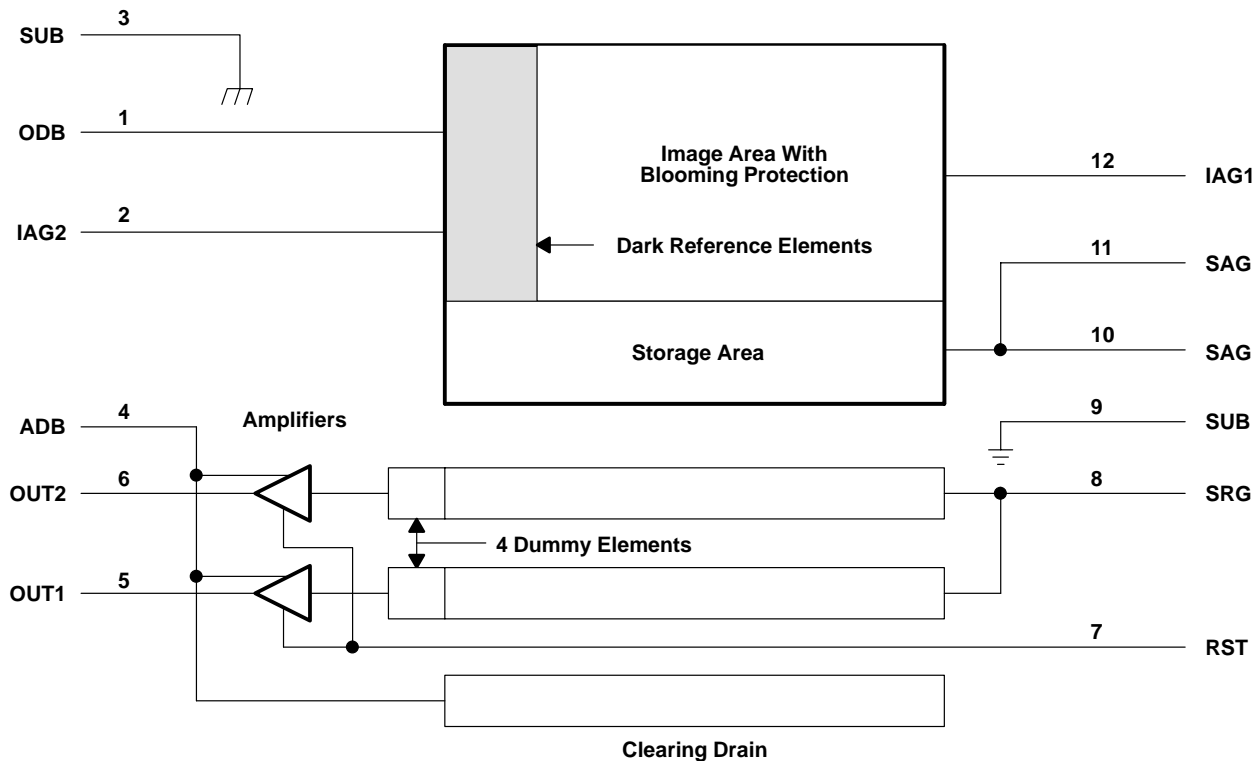 3
SUB
1
ODB
Image Area With
Blooming Protection
12
IAG1
2
IAG2
Dark Reference Elements
11
SAG
10
SAG
Storage Area
4
ADB
Amplifiers
9
SUB
6
OUT2
8
SRG
4 Dummy Elements
5
OUT1
7
RST
Clearing Drain